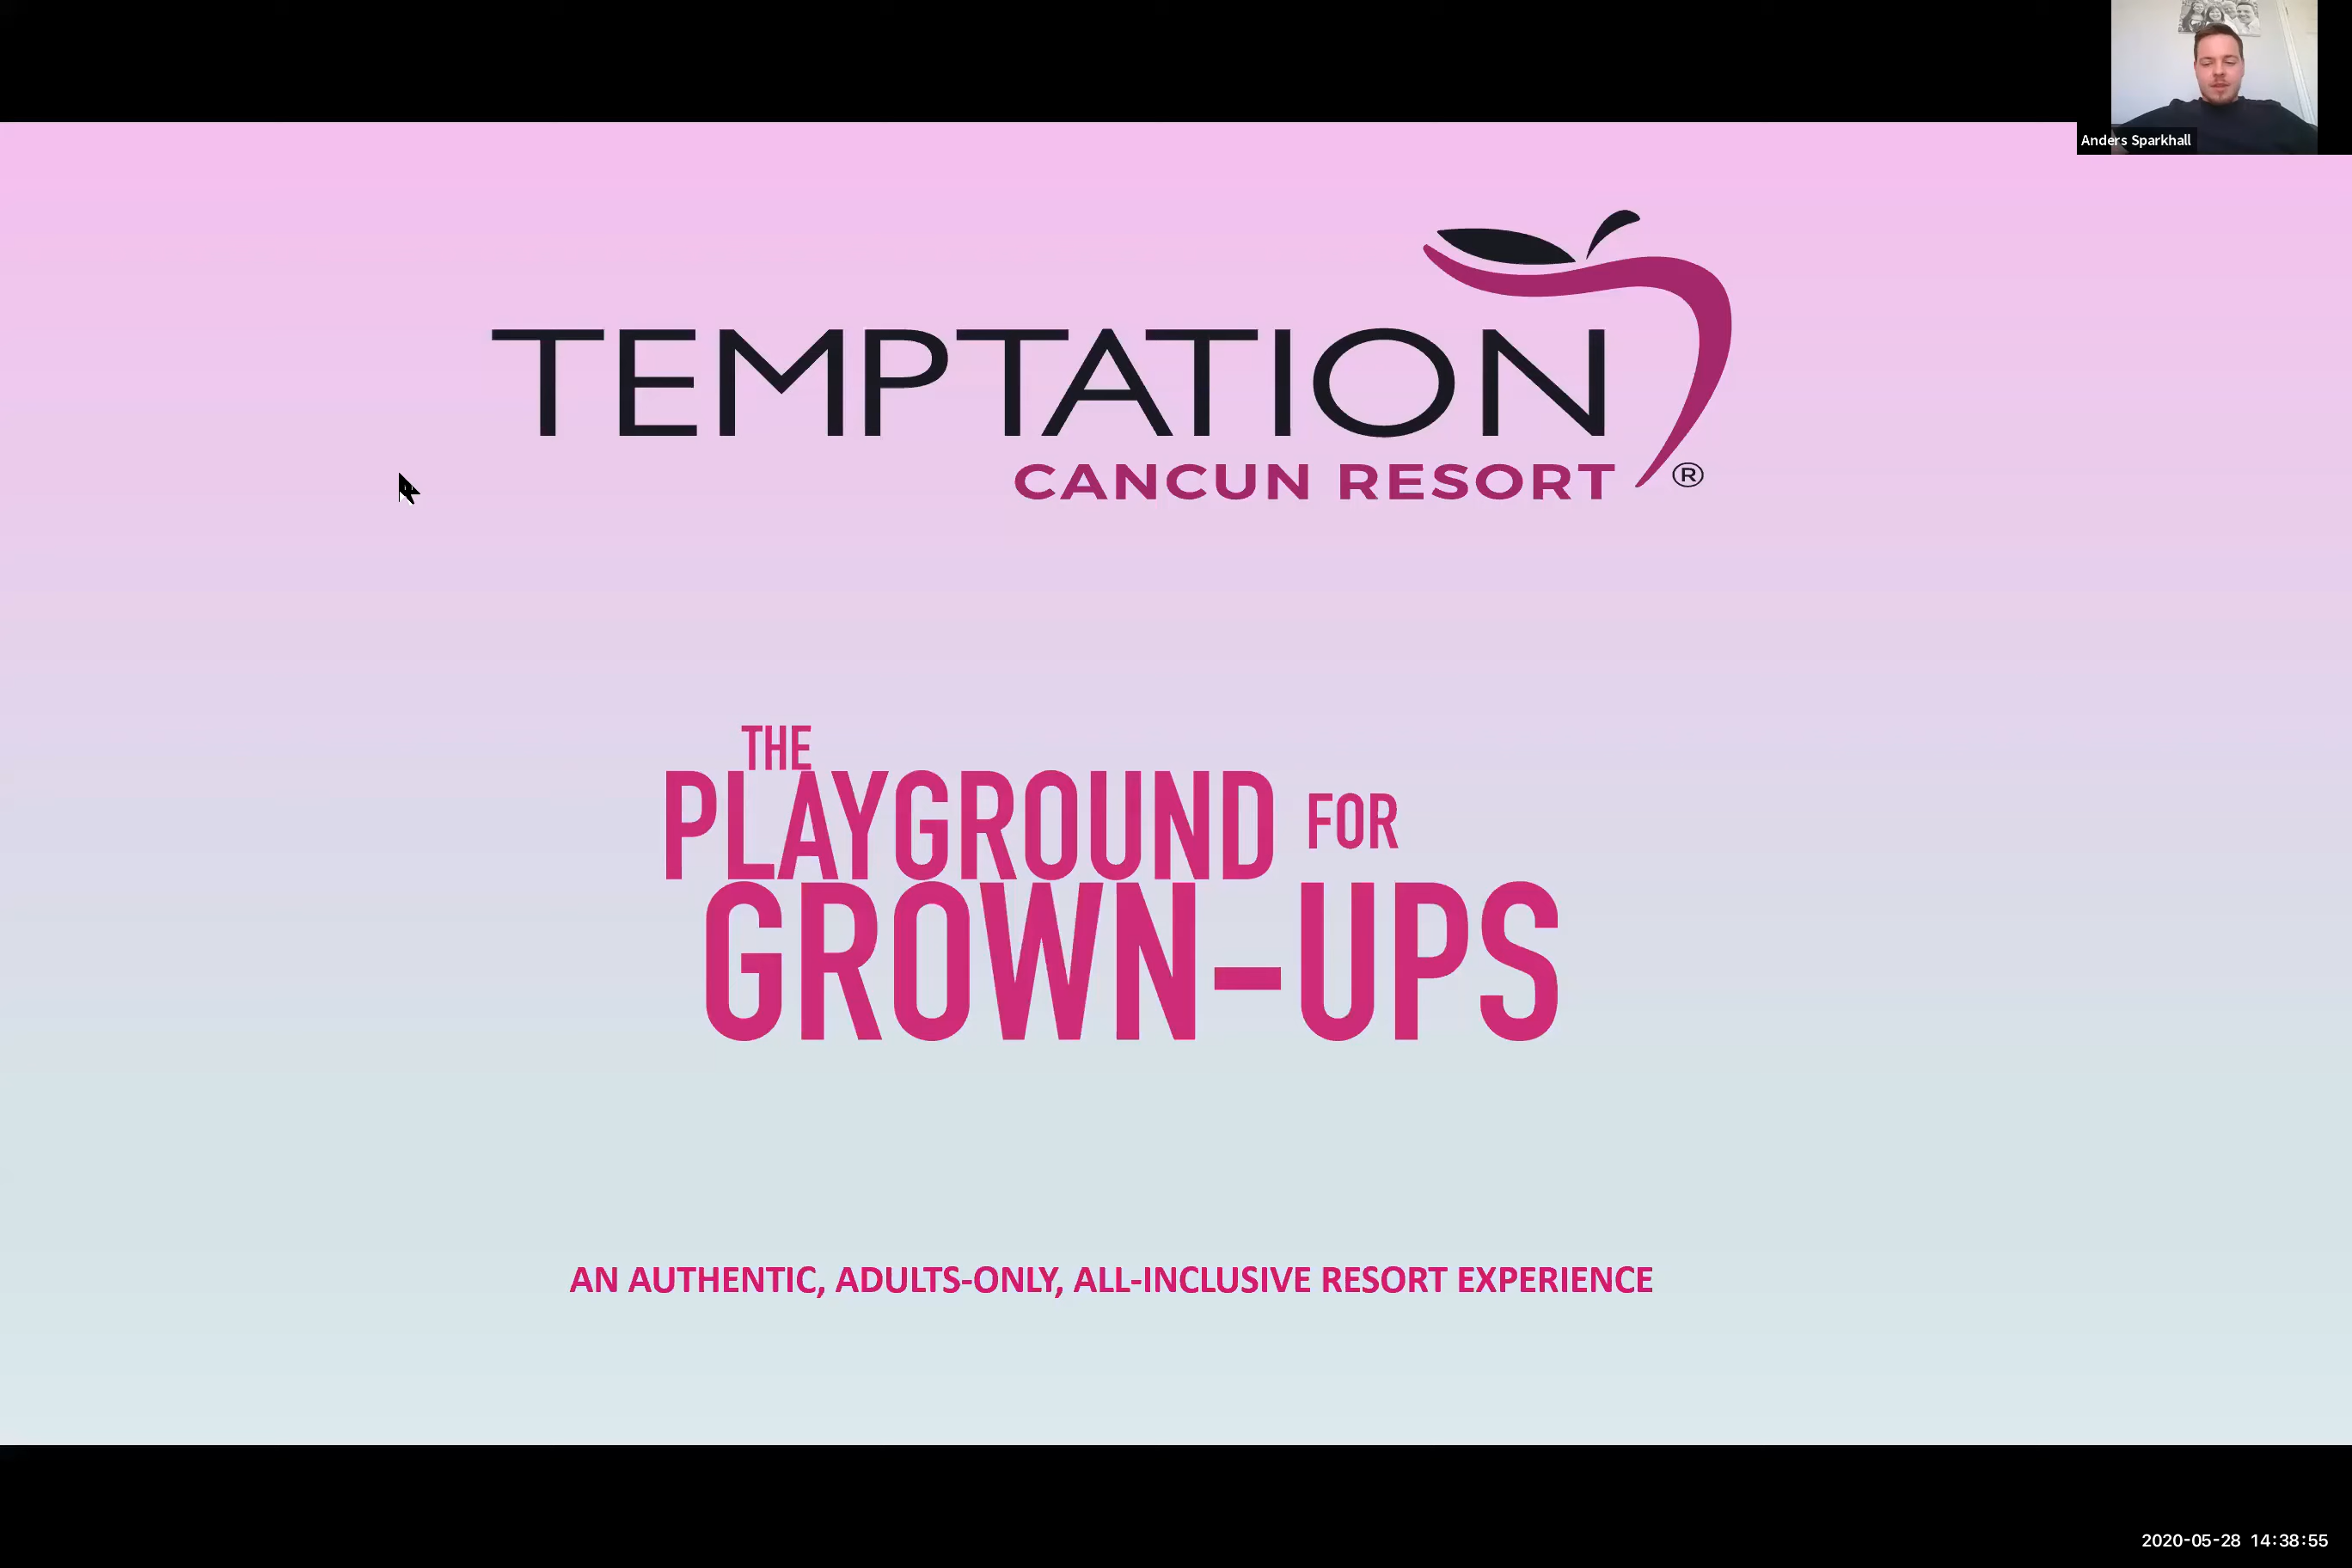 Anders Sparkhall
TEMPTATION
CANCUN RESORT ®
THE
PLAYGROUND FOR
GROWN-UPS
AN AUTHENTIC, ADULTS-ONLY, ALL-INCLUSIVE RESORT EXPERIENCE
2020-05-28 14:38:55